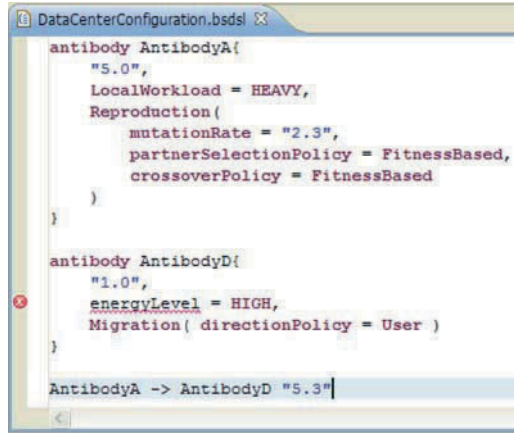 DataCenterConfiguration.bsdsl
antibody AntibodyA{
"5.0",
LocalWorkload = HEAVY,
Reproduction(
mutationRate = "2.3",
partnerSelectionPolicy = FitnessBased,
crossoverPolicy = FitnessBased
)
}
antibody AntibodyD{
"1.0",
energyLevel = HIGH,
Migration( directionPolicy = User )
}
AntibodyA -> AntibodyD "5.3"